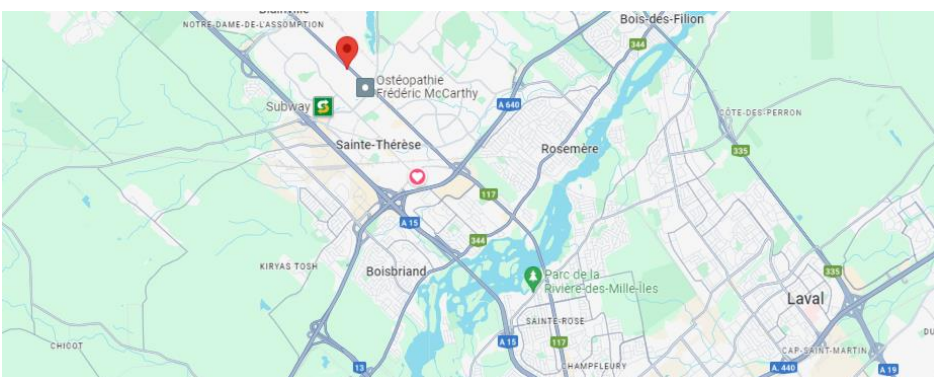 Blainville
NOTRE-DAME-DE-L'ASSOMPTION
Bois-des-Filion
344
Ostéopathie
Frédéric McCarthy
Subway
A 640
CÔTE-DES-PERRON
Sainte-Thérèse
Rosemère
335
117
A 15
344
KIRYAS TOSH
Boisbriand
Parc de la
Rivière-des-Mille-Îles
335
Laval
SAINTE-ROSE
CHICOT
A 15
117
CAP-SAINT-MARTIN
DU
13
CHAMPFLEURY
A. 440
A 19